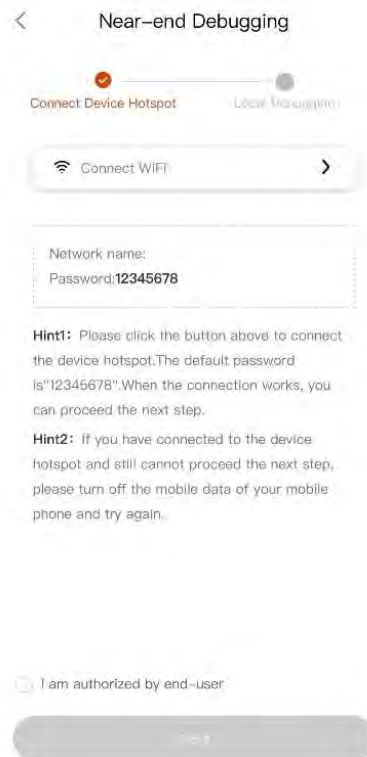 Near-end Debugging
Connect Device Hotspot
Local Debugging
Connect WIFI
Network name:
Password:12345678
Hint1: Please click the button above to connect
the device hotspot.The default password
is"12345678".When the connection works, you
can proceed the next step.
Hint2: If you have connected to the device
hotspot and still cannot proceed the next step,
please turn off the mobile data of your mobile
phone and try again.
I am authorized by end-user